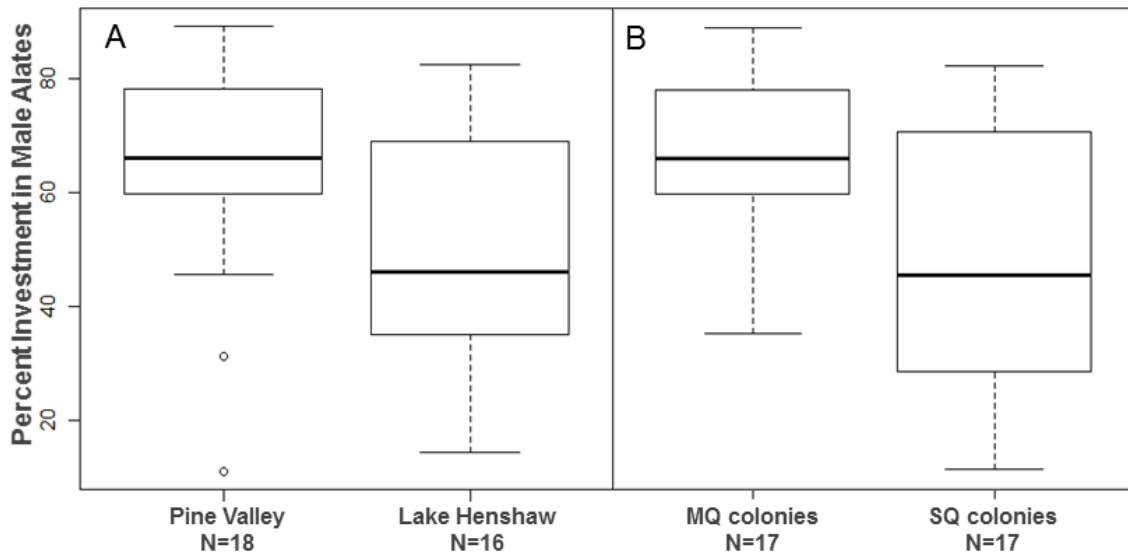 A
B
Percent Investment in Male Alates
80
60
40
20
Pine Valley
N=18
Lake Henshaw
N=16
MQ colonies
N=17
SQ colonies
N=17